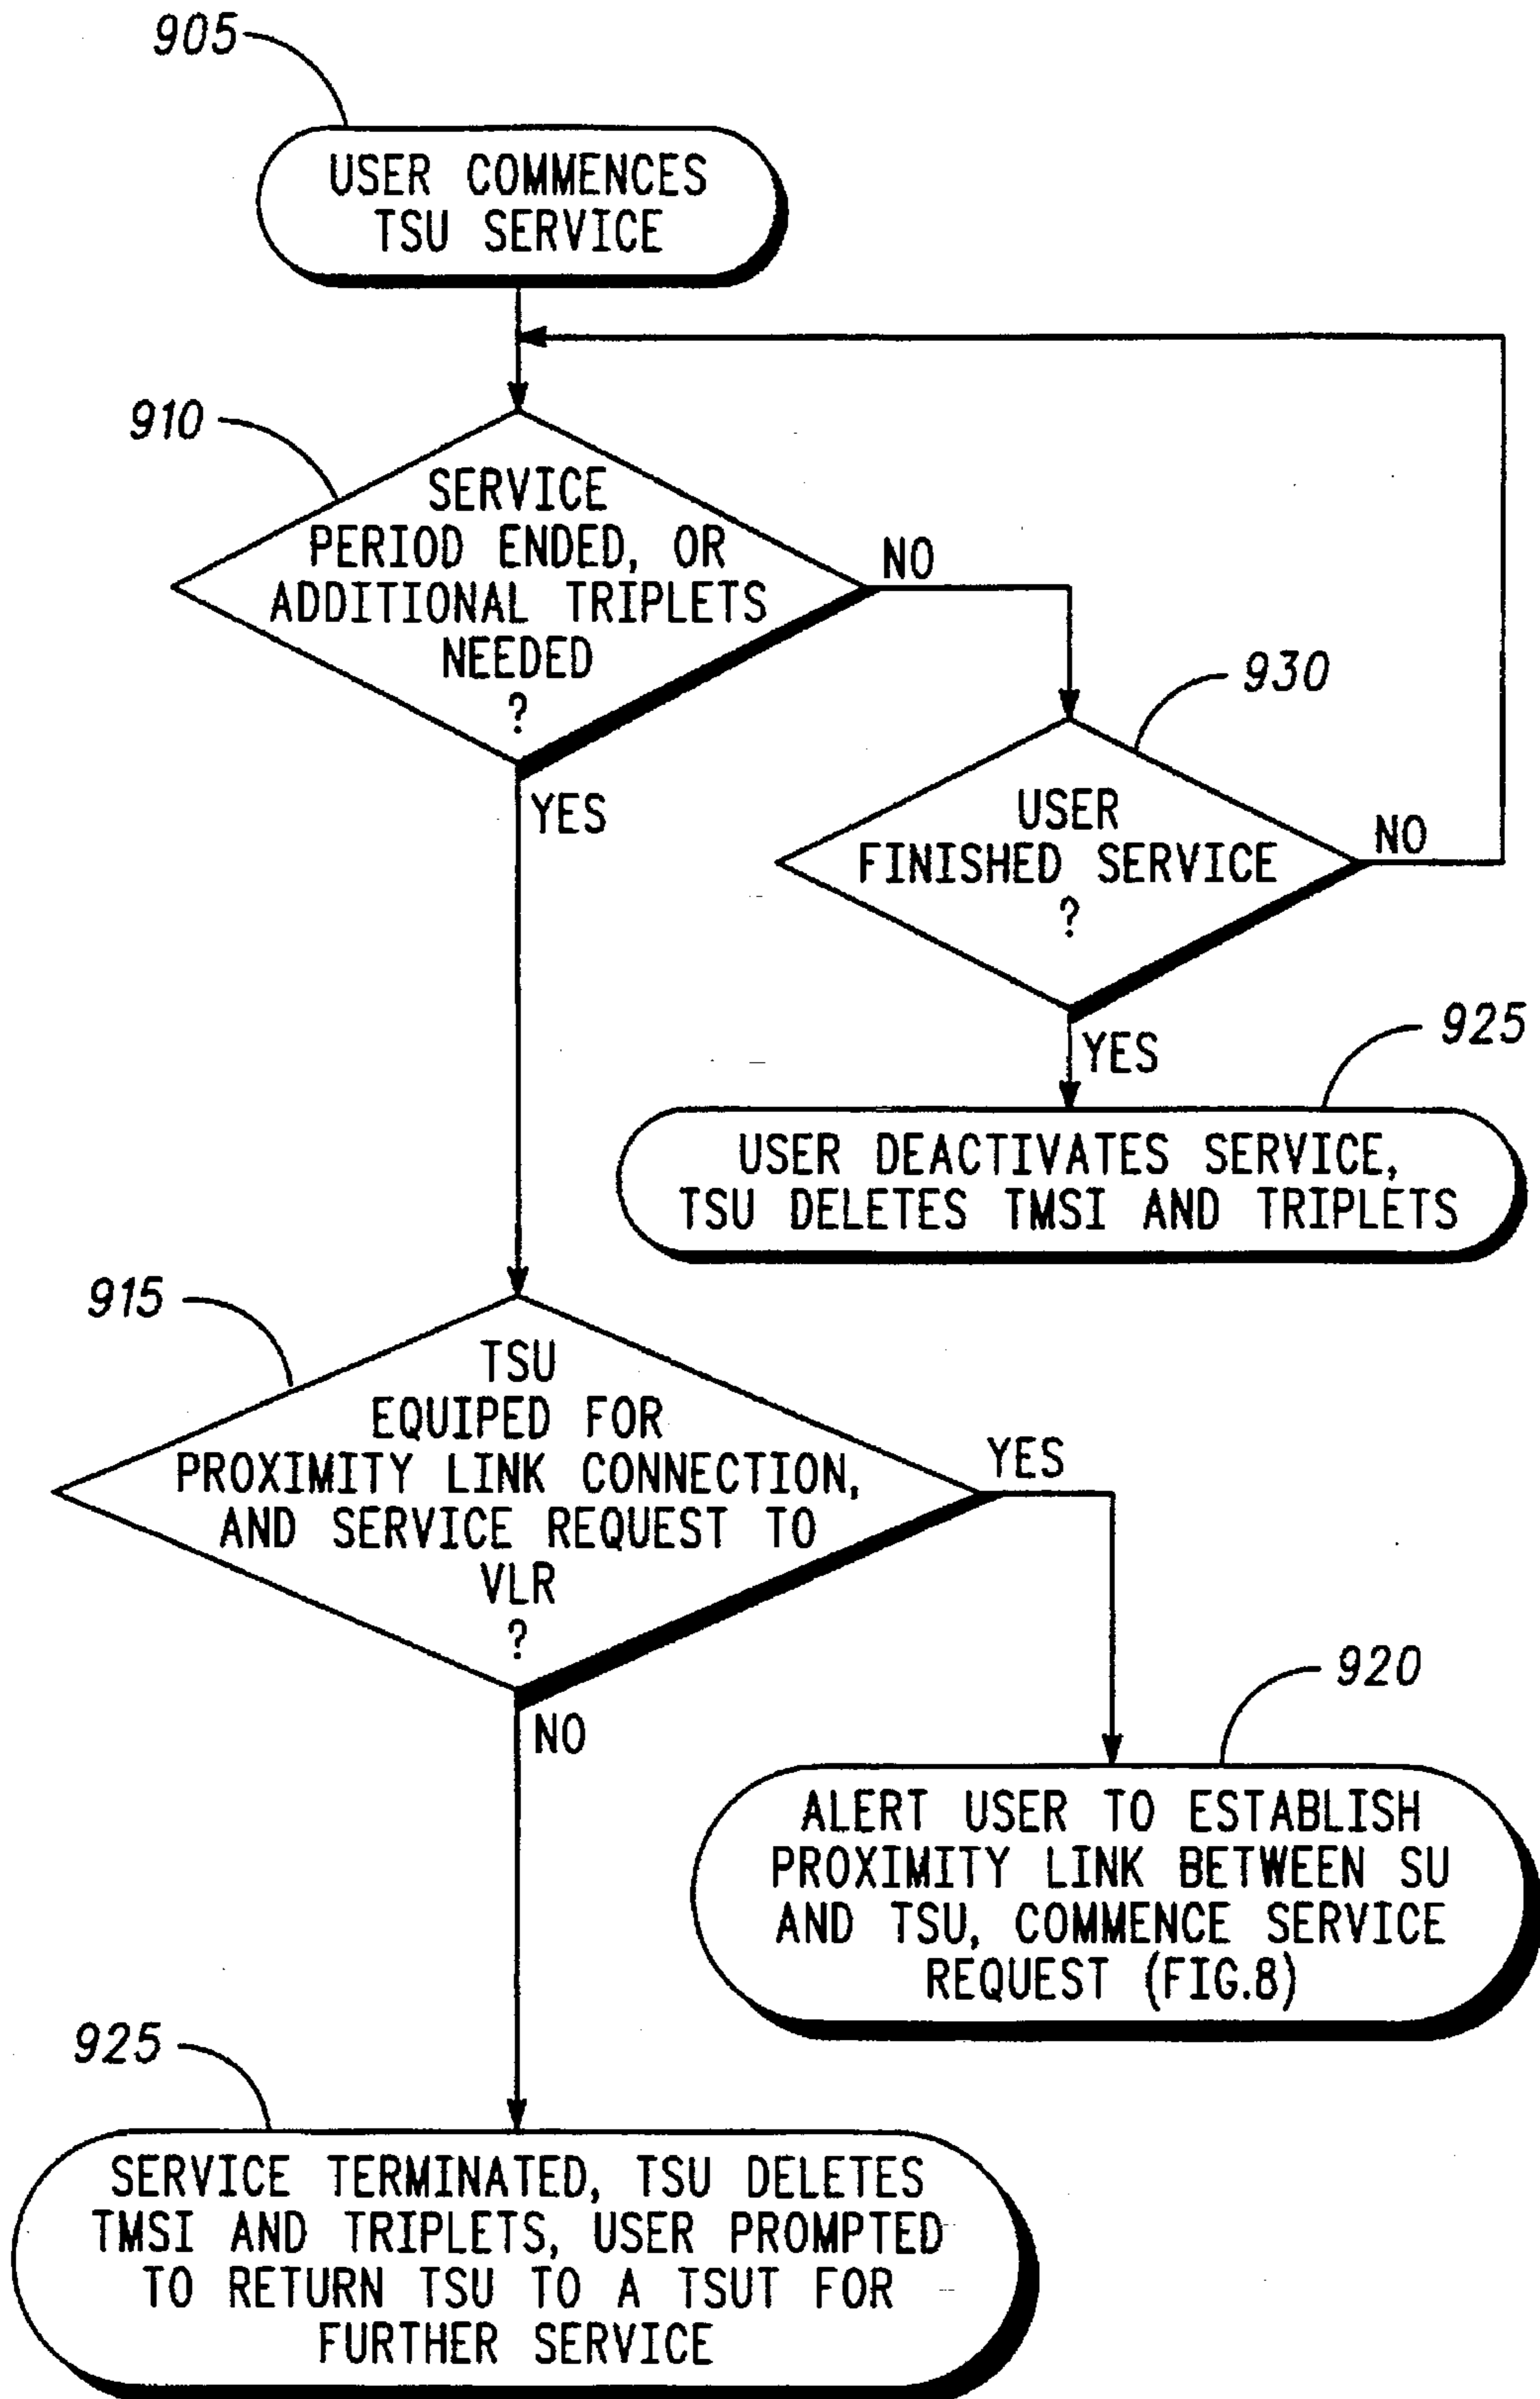 905
USER COMMENCES
TSU SERVICE
910
SERVICE
PERIOD ENDED, OR
ADDITIONAL TRIPLETS
NEEDED
?
NO
YES
930
USER
FINISHED SERVICE
?
NO
YES
925
USER DEACTIVATES SERVICE,
TSU DELETES TMSI AND TRIPLETS
915
TSU
EQUIPED FOR
PROXIMITY LINK CONNECTION,
AND SERVICE REQUEST TO
VLR
?
YES
NO
920
ALERT USER TO ESTABLISH
PROXIMITY LINK BETWEEN SU
AND TSU, COMMENCE SERVICE
REQUEST (FIG.8)
925
SERVICE TERMINATED, TSU DELETES
TMSI AND TRIPLETS, USER PROMPTED
TO RETURN TSU TO A TSUT FOR
FURTHER SERVICE